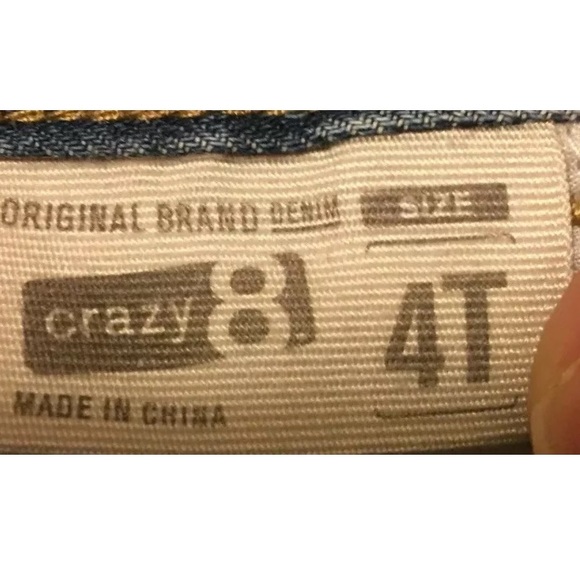 ORIGINAL BRAND DENIM
SIZE
crazy 8
4T
MADE IN CHINA